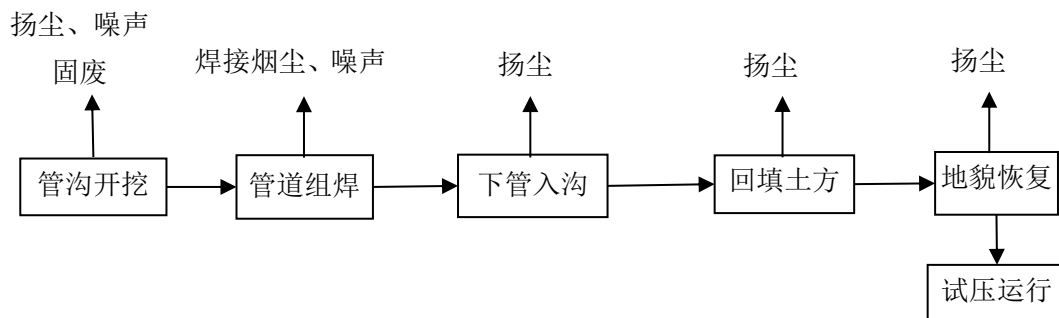 扬尘、噪声
固废
焊接烟尘、噪声
扬尘
扬尘
扬尘
管沟开挖
管道组焊
下管入沟
回填土方
地貌恢复
试压运行